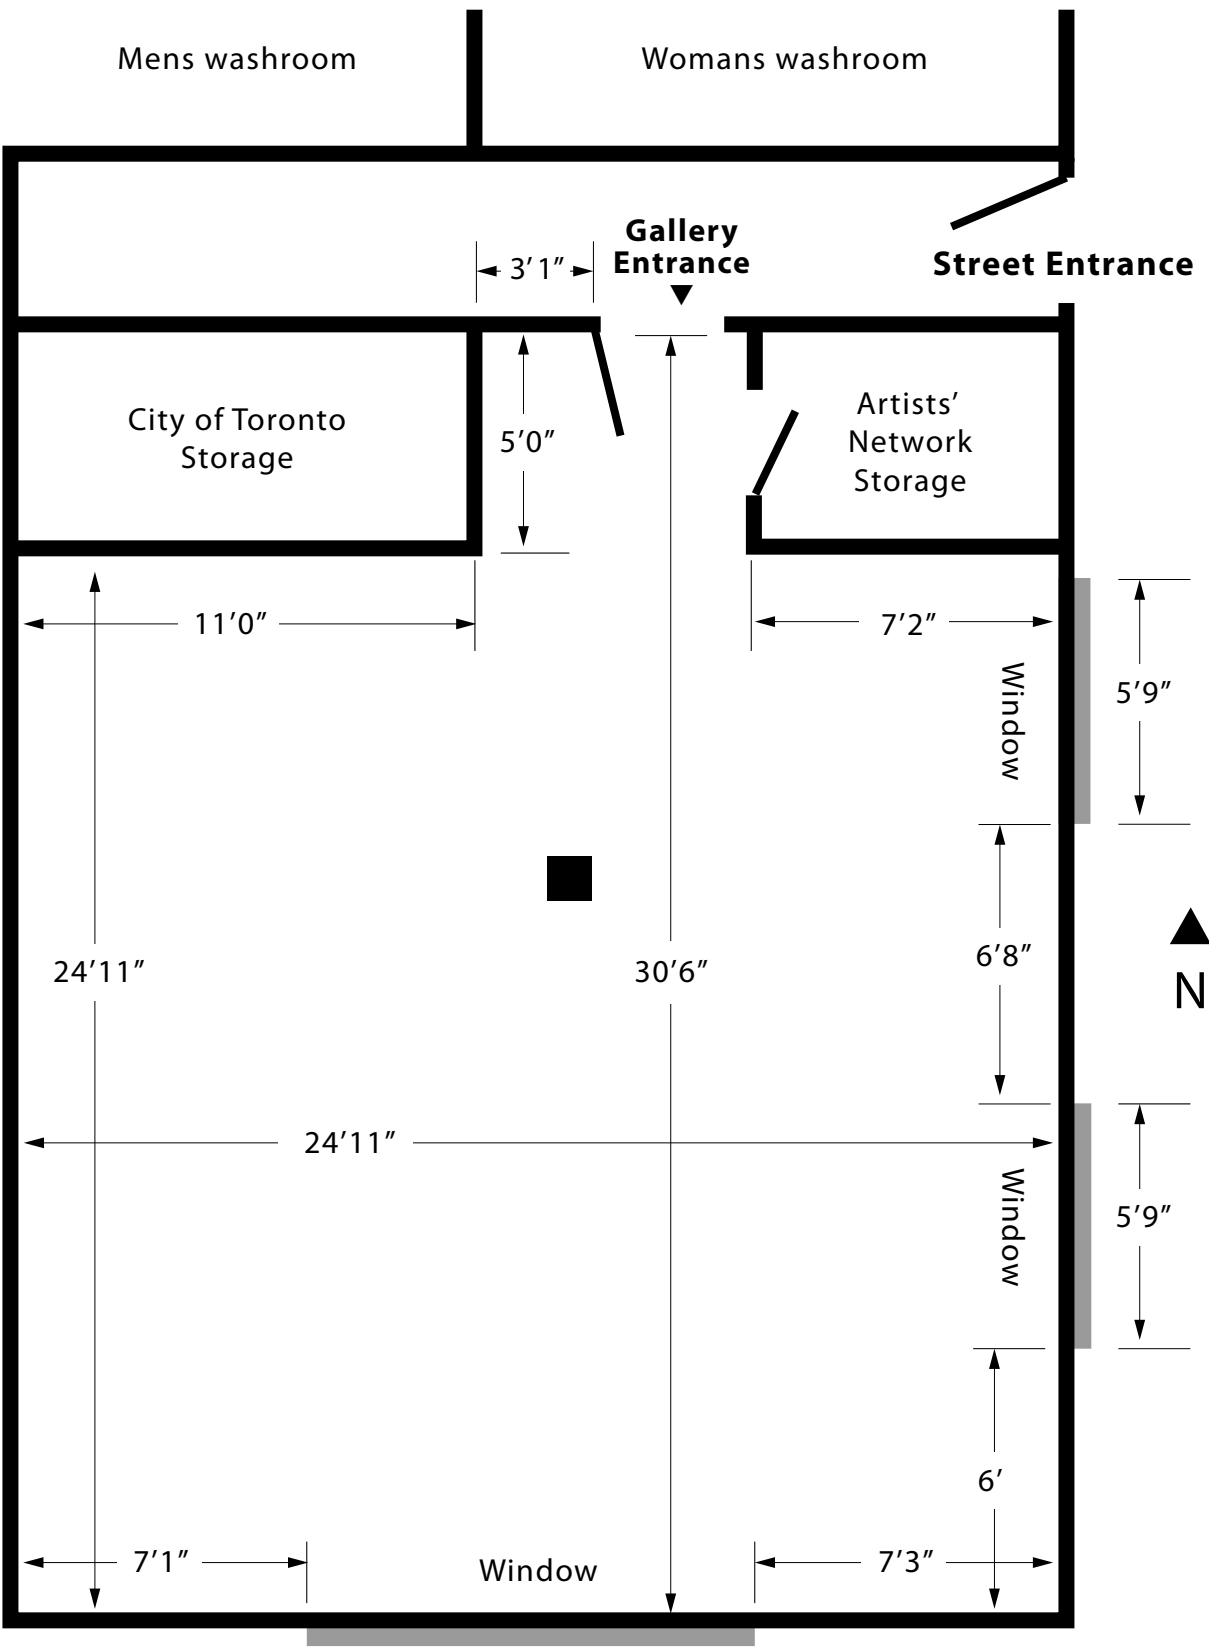 Mens washroom
Womans washroom
Gallery
Entrance
3’1”
Street Entrance
City of Toronto
Storage
5’0”
Artists’
Network
Storage
11’0”
7’2”
Window
5’9”
24’11”
30’6”
6’8”
N
24’11”
Window
5’9”
6’
7’1”
Window
7’3”